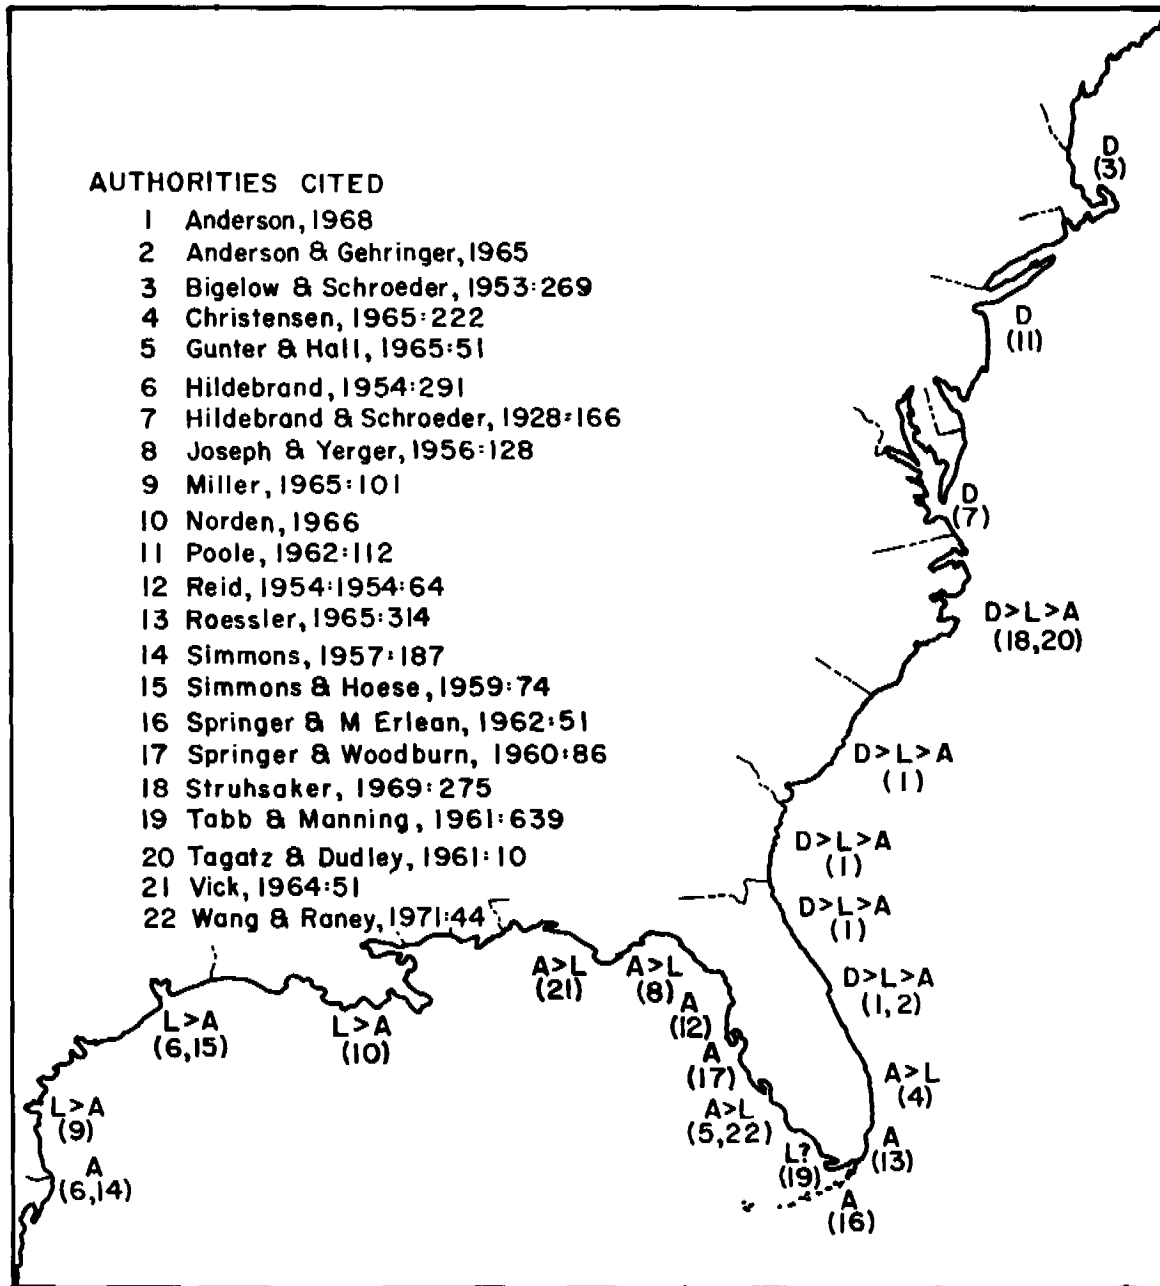 AUTHORITIES CITED
1 Anderson, 1968
2 Anderson & Gehringer, 1965
3 Bigelow & Schroeder, 1953:269
4 Christensen, 1965:222
5 Gunter & Hall, 1965:51
6 Hildebrand, 1954:291
7 Hildebrand & Schroeder, 1928:166
8 Joseph & Yerger, 1956:128
9 Miller, 1965:101
10 Norden, 1966
11 Poole, 1962:112
12 Reid, 1954:1954:64
13 Roessler, 1965:314
14 Simmons, 1957:187
15 Simmons & Hoese, 1959:74
16 Springer & M Erlean, 1962:51
17 Springer & Woodburn, 1960:86
18 Struhsaker, 1969:275
19 Tabb & Manning, 1961:639
20 Tagatz & Dudley, 1961:10
21 Vick, 1964:51
22 Wang & Raney, 1971:44
D
(3)
D
(11)
D
(7)
D>L>A
(18,20)
D>L>A
(1)
D>L>A
(1)
D>L>A
(1)
D>L>A
(1,2)
A>L
(4)
A
(13)
A
(16)
L?
(19)
A>L
(5,22)
A
(17)
A
(12)
A>L
(8)
A>L
(21)
L>A
(10)
L>A
(6,15)
L>A
(9)
A
(6,14)